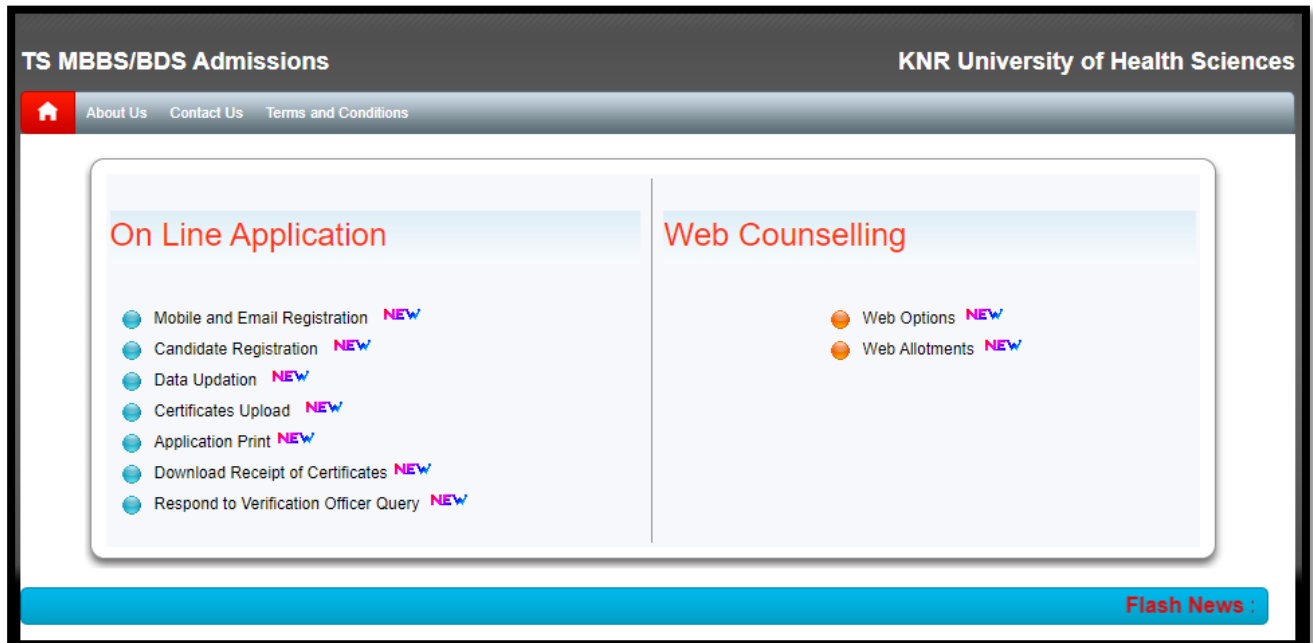 TS MBBS/BDS Admissions
KNR University of Health Sciences
About Us Contact Us Terms and Conditions
On Line Application
Mobile and Email Registration NEW
Candidate Registration NEW
Data Updation NEW
Certificates Upload NEW
Application Print NEW
Download Receipt of Certificates NEW
Respond to Verification Officer Query NEW
Web Counselling
Web Options NEW
Web Allotments NEW
Flash News :